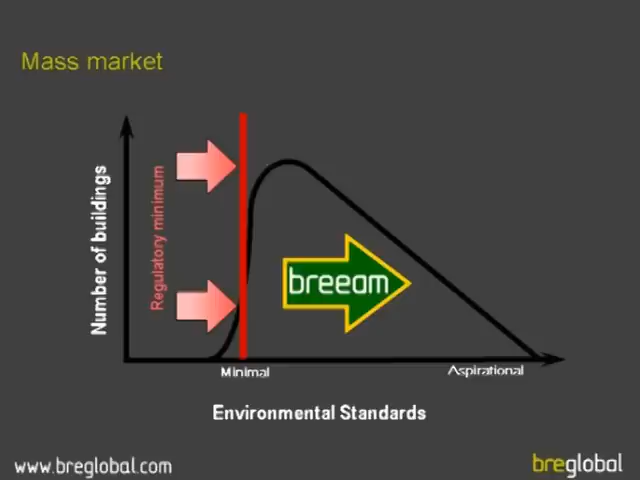 Mass market
Number of buildings
Regulatory minimum
breeam
Minimal
Aspirational
Environmental Standards
www.breglobal.com
breglobal